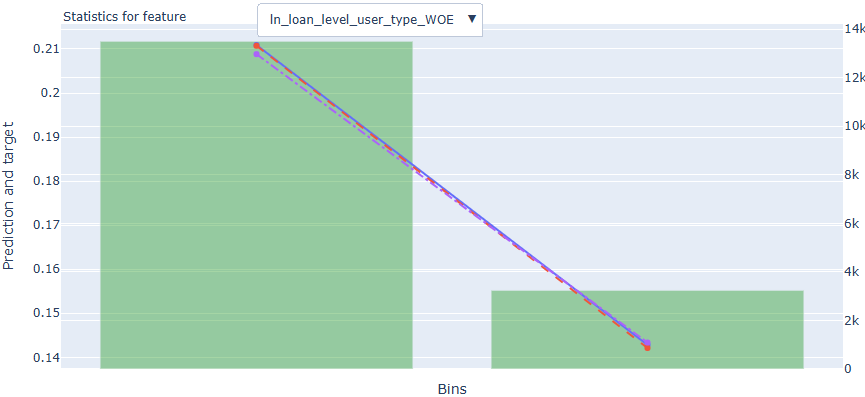 Statistics for feature
In_loan_level_user_type_WOE ▼
Prediction and target
0.21
0.2
0.19
0.18
0.17
0.16
0.15
0.14
14k
12k
10k
8k
6k
4k
2k
0
Bins